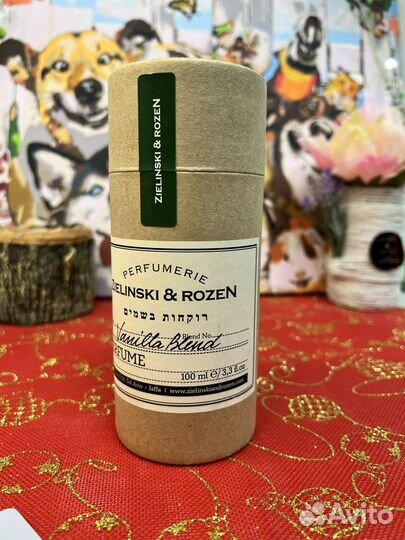 ZIELINSKI & ROZEN
PERFUMERIE
ZIELINSKI & ROZEN
רוקחות בשמים
Blend No.
Vanilla Blend
FUME
100 ml ℮/3,3 fl.oz
Tel Aviv - Jaffa | www.zielinskiandrozen.com
Avito